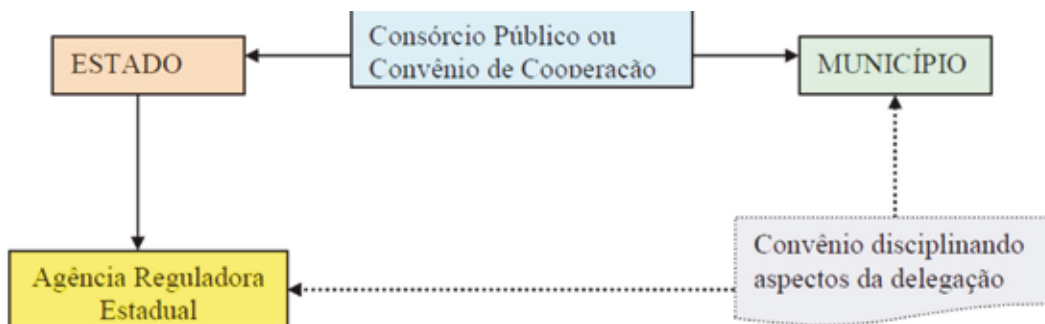 Consórcio Público ou
Convênio de Cooperação
ESTADO
MUNICÍPIO
Convênio disciplinando
aspectos da delegação
Agência Reguladora
Estadual